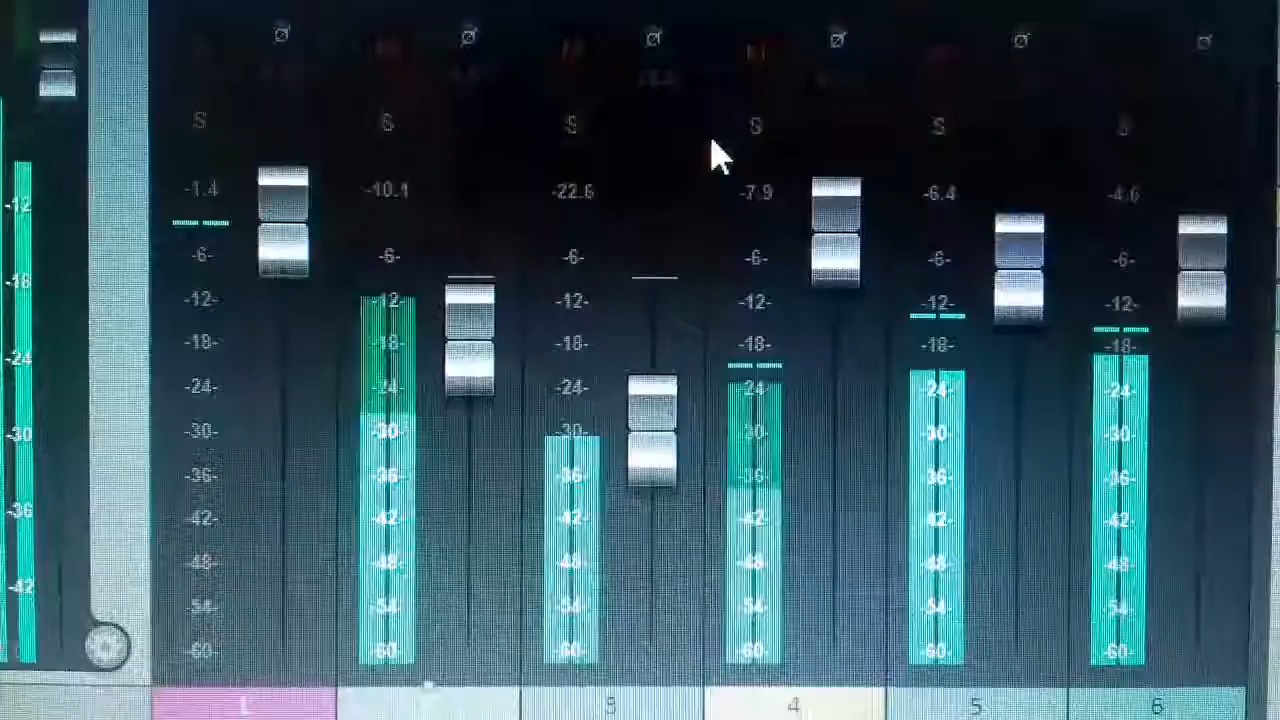 S S S S S S
-1.4 -10.1 -22.6 -7.9 -6.4 -4.6
-12 -6- -6- -6- -6- -6- -6-
-18 -12- 12 -12- -12 -12 -12-
-18- -18- -18- -18 -18- -18-
-24 -24- -24- 24 -24- -24-
-30 -30- -30- -30- 30 30 -30-
-36 -36- -36- -36- -36- 36 36
-42 -42- -42- -42- -42- -42- -42-
-48- -48- -48- -48- -48- -48-
-54- -54- -54- -54- -54- -54-
-60- -60- -60- -60- -60- -60-
1 3 4 5 6